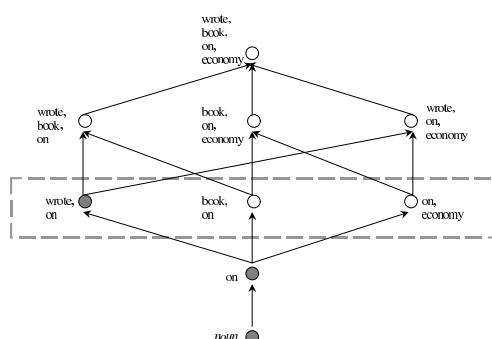 wrote,
book,
on,
economy
wrote,
book,
on
book,
on,
economy
wrote,
on,
economy
wrote,
on
book,
on
on,
economy
on
noun